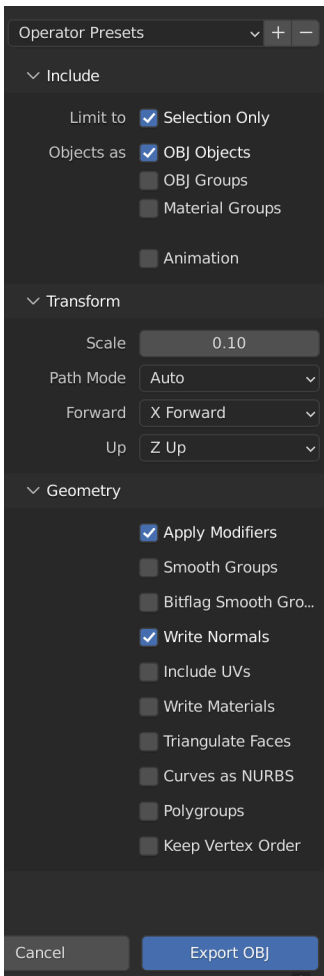 Operator Presets
Include
Limit to Selection Only
Objects as OBJ Objects
OBJ Groups
Material Groups
Animation
Transform
Scale 0.10
Path Mode Auto
Forward X Forward
Up Z Up
Geometry
Apply Modifiers
Smooth Groups
Bitflag Smooth Gro...
Write Normals
Include UVs
Write Materials
Triangulate Faces
Curves as NURBS
Polygroups
Keep Vertex Order
Cancel Export OBJ